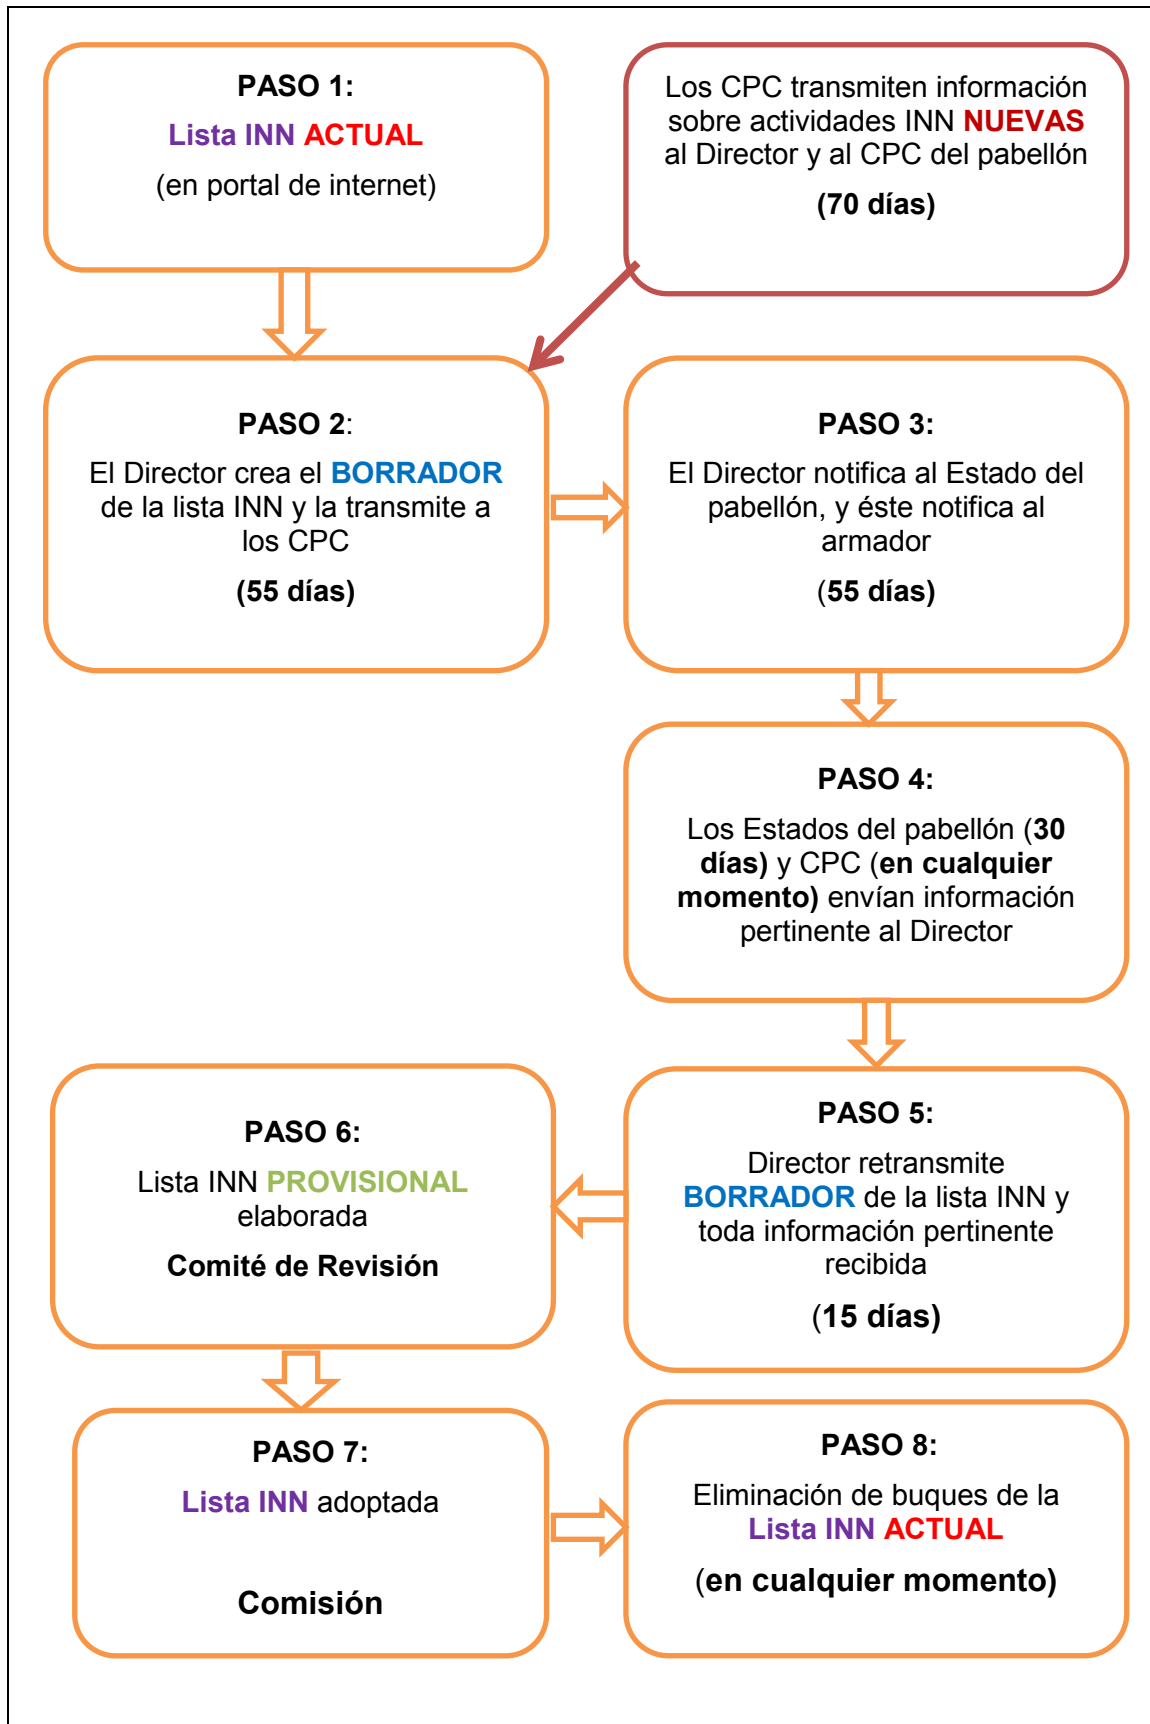 PASO 1:
Lista INN ACTUAL
(en portal de internet)
Los CPC transmiten información
sobre actividades INN NUEVAS
al Director y al CPC del pabellón
(70 días)
PASO 2:
El Director crea el BORRADOR
de la lista INN y la transmite a
los CPC
(55 días)
PASO 3:
El Director notifica al Estado del
pabellón, y éste notifica al
armador
(55 días)
PASO 4:
Los Estados del pabellón (30
días) y CPC (en cualquier
momento) envían información
pertinente al Director
PASO 5:
Director retransmite
BORRADOR de la lista INN y
toda información pertinente
recibida
(15 días)
PASO 6:
Lista INN PROVISIONAL
elaborada
Comité de Revisión
PASO 7:
Lista INN adoptada
Comisión
PASO 8:
Eliminación de buques de la
Lista INN ACTUAL
(en cualquier momento)